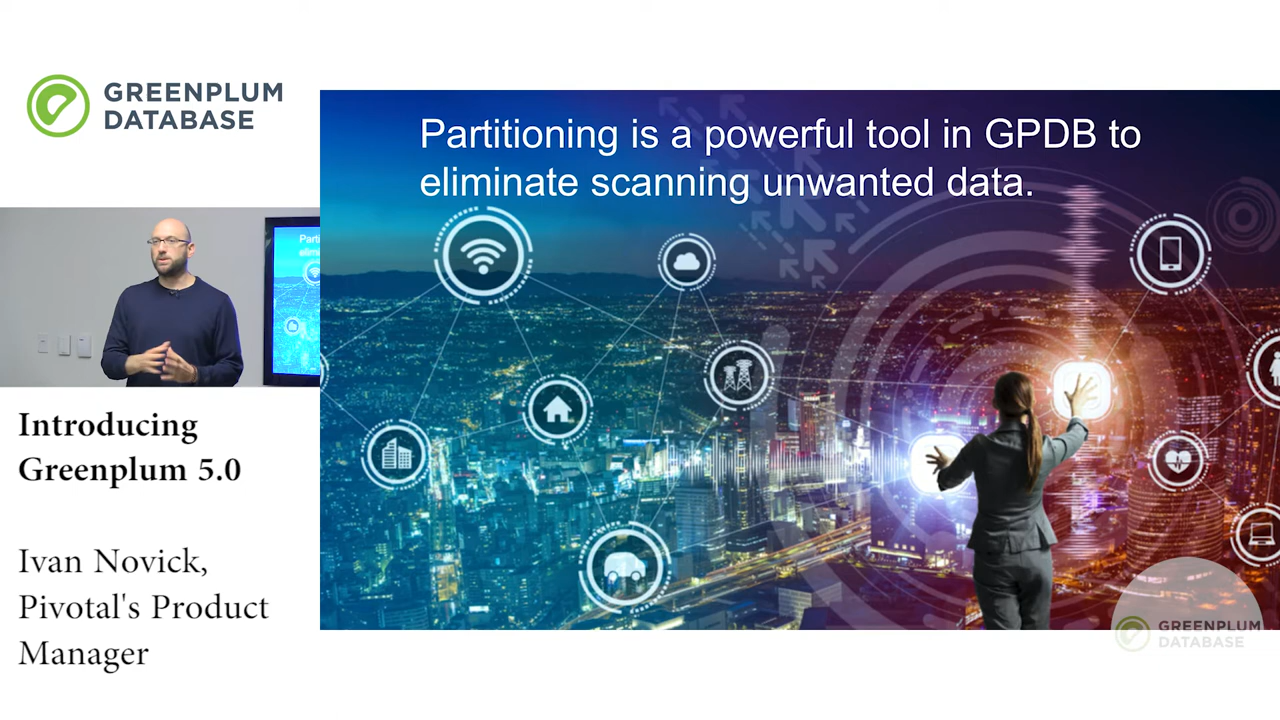 GREENPLUM
DATABASE
Partitioning is a powerful tool in GPDB to
eliminate scanning unwanted data.
Introducing
Greenplum 5.0
Ivan Novick,
Pivotal's Product
Manager
GREENPLUM
DATABASE